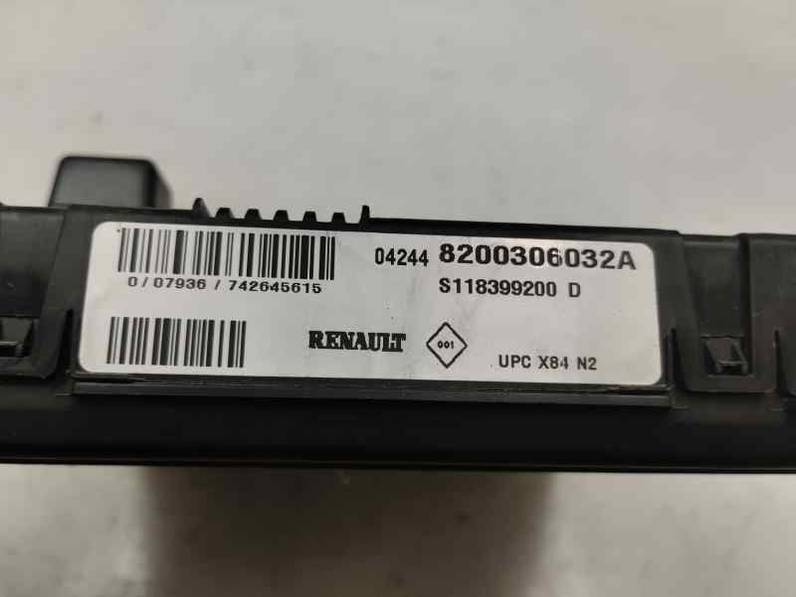 04244 8200306032A
0/07936/742645615
S118399200 D
RENAULT
001
UPC X84 N2